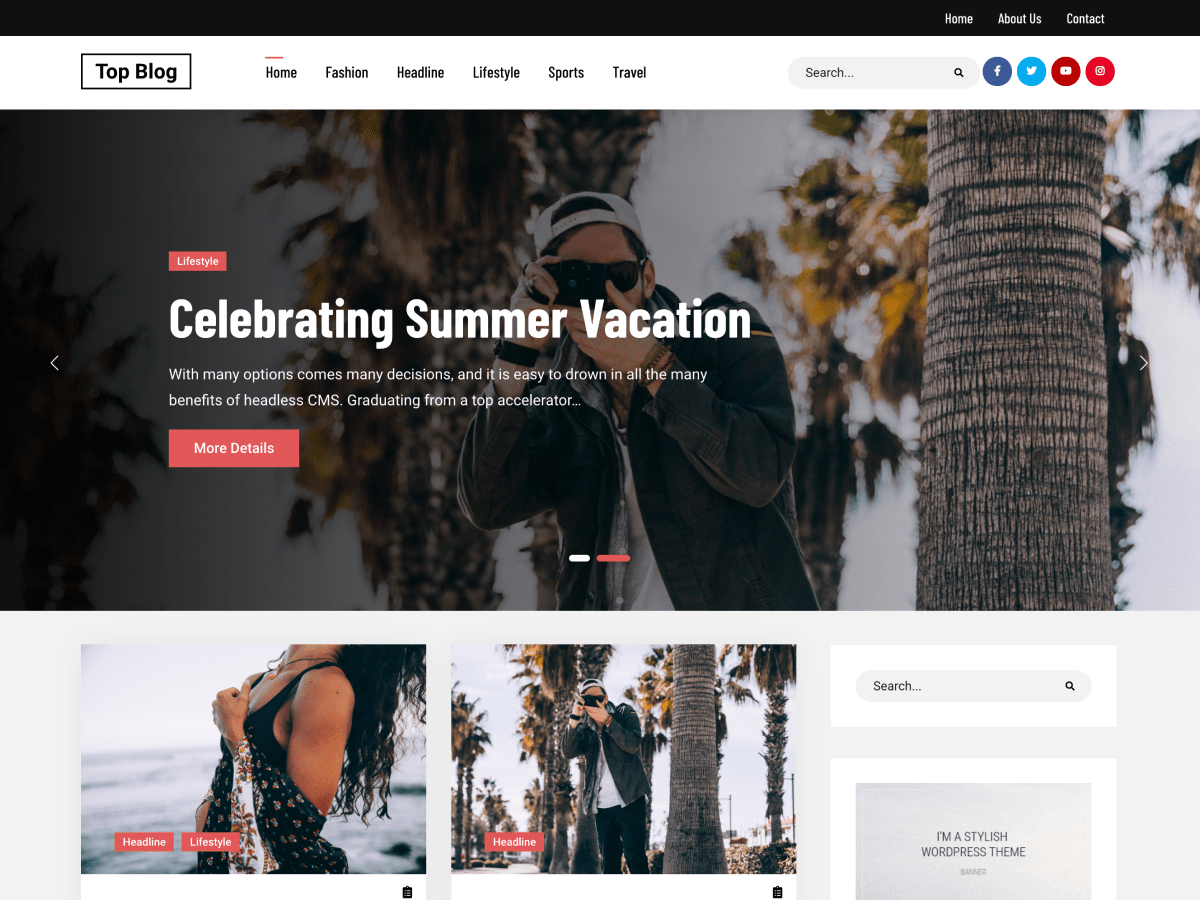 Home About Us Contact
Top Blog
Home Fashion Headline Lifestyle Sports Travel
Search...
Lifestyle
Celebrating Summer Vacation
With many options comes many decisions, and it is easy to drown in all the many
benefits of headless CMS. Graduating from a top accelerator...
More Details
Headline Lifestyle
Headline
Search...
I'M A STYLISH
WORDPRESS THEME
BANNER